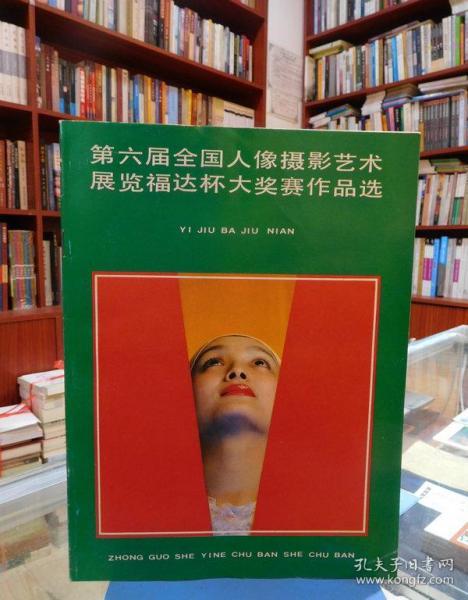 第六届全国人像摄影艺术
展览福达杯大奖赛作品选
YI JIU BA JIU NIAN
ZHONG GUO SHE YINE CHU BAN SHE CHU BAN
孔夫子旧书网
www.kongfz.com